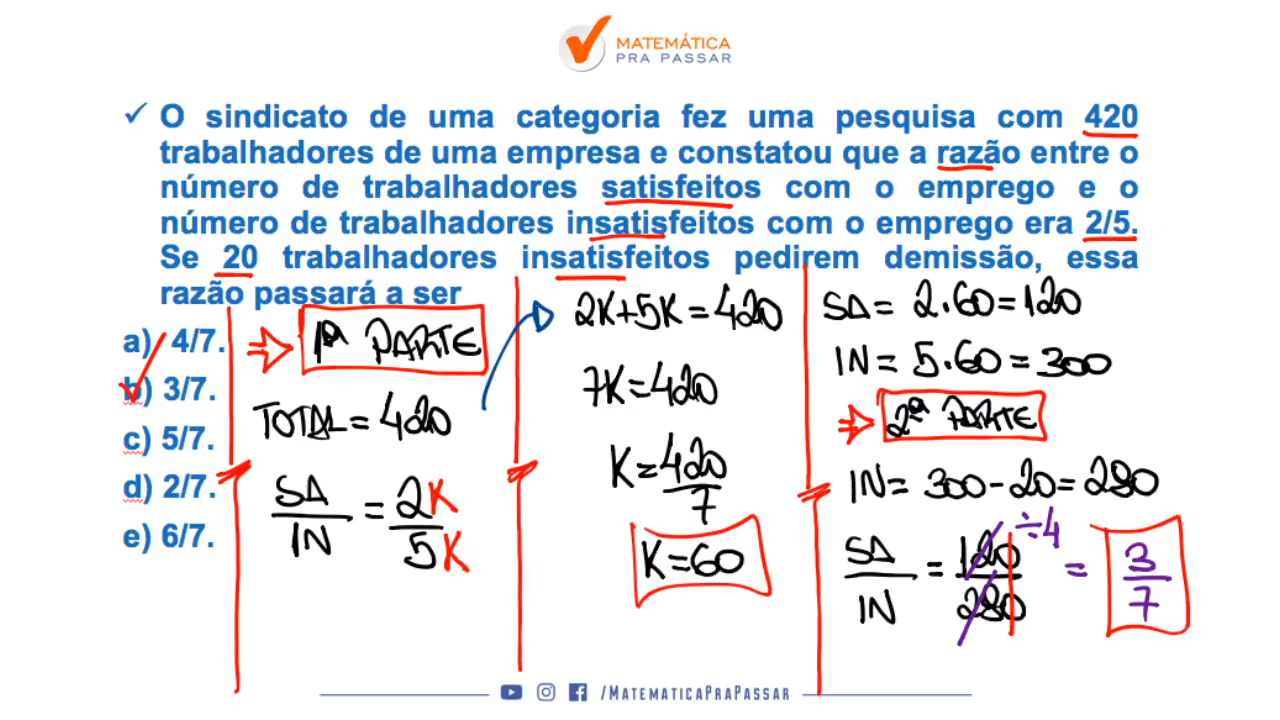 MATEMÁTICA
PRA PASSAR
✓ O sindicato de uma categoria fez uma pesquisa com 420
trabalhadores de uma empresa e constatou que a razão entre o
número de trabalhadores satisfeitos com o emprego e o
número de trabalhadores insatisfeitos com o emprego era 2/5.
Se 20 trabalhadores insatisfeitos pedirem demissão, essa
razão passará a ser
a) 4/7.
b) 3/7.
c) 5/7.
d) 2/7.
e) 6/7.
1ª PARTE
TOTAL = 420
SA/IN = 2K/5K
2K+5K = 420
7K = 420
K = 420/7
K = 60
SA = 2.60 = 120
IN = 5.60 = 300
2ª PARTE
IN = 300 - 20 = 280
÷4
SA/IN = 120/280 = 3/7
/MATEMATICAPRAPASSAR